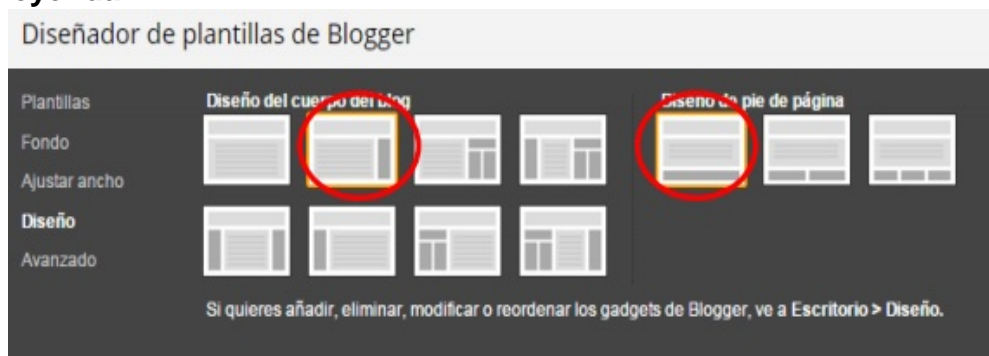 Diseñador de plantillas de Blogger
Plantillas
Fondo
Ajustar ancho
Diseño
Avanzado
Diseño del cuerpo del blog
Diseño de pie de página
Si quieres añadir, eliminar, modificar o reordenar los gadgets de Blogger, ve a Escritorio > Diseño.